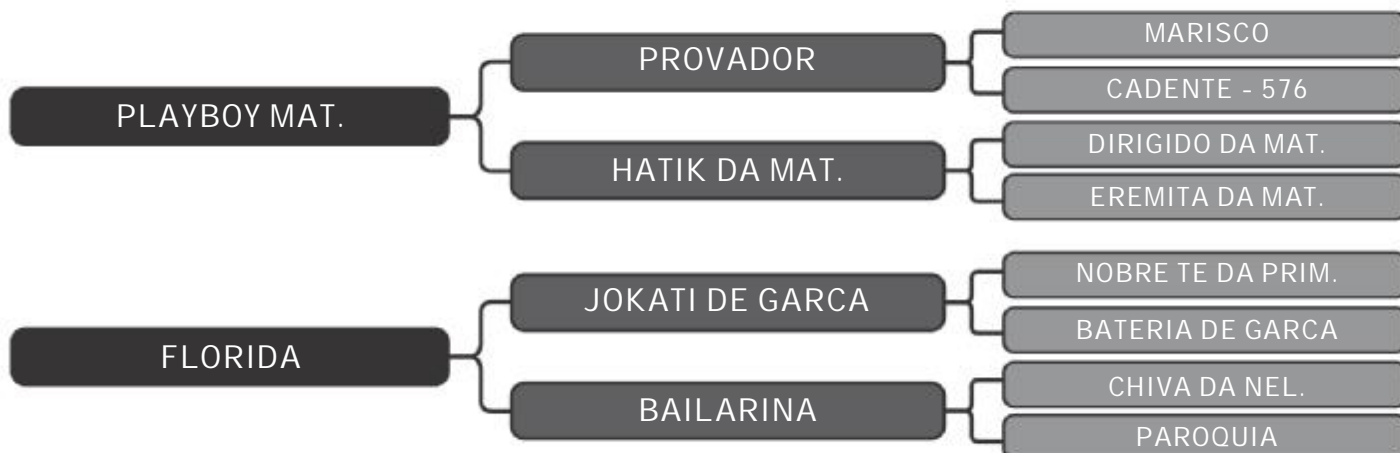 MARISCO
PROVADOR
CADENTE - 576
PLAYBOY MAT.
DIRIGIDO DA MAT.
HATIK DA MAT.
EREMITA DA MAT.
NOBRE TE DA PRIM.
JOKATI DE GARCA
BATERIA DE GARCA
FLORIDA
CHIVA DA NEL.
BAILARINA
PAROQUIA